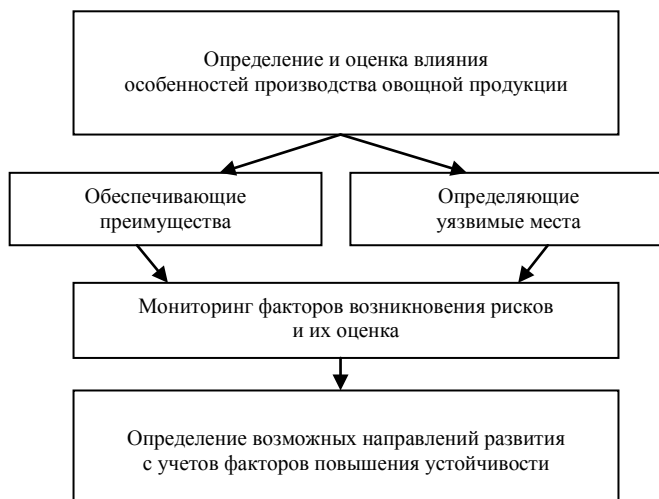 Определение и оценка влияния
особенностей производства овощной продукции
Обеспечивающие
преимущества
Определяющие
уязвимые места
Мониторинг факторов возникновения рисков
и их оценка
Определение возможных направлений развития
с учетов факторов повышения устойчивости